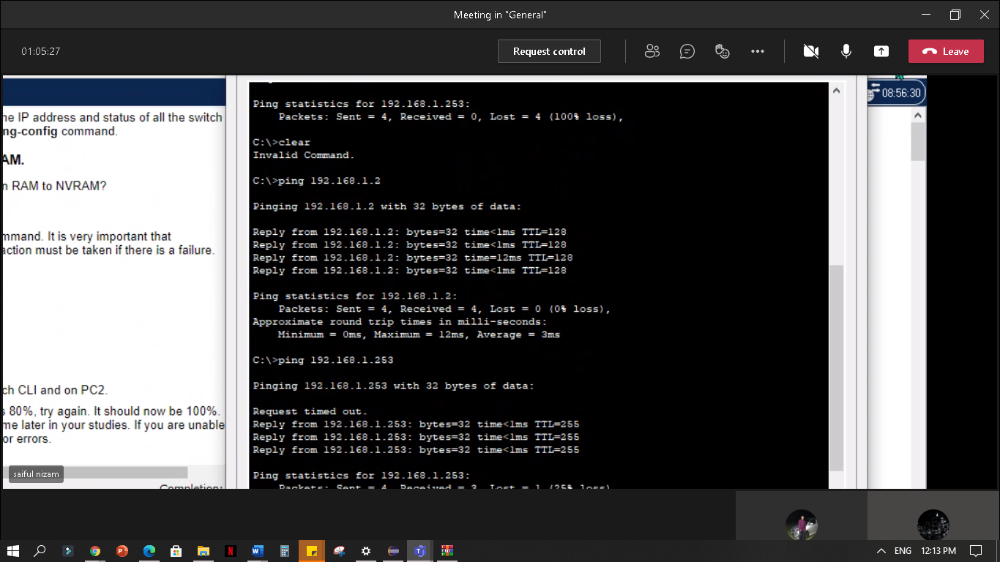 Meeting in "General"
01:05:27
Request control
Leave
ne IP address and status of all the switch
ng-config command.
AM.
n RAM to NVRAM?
mmand. It is very important that
action must be taken if there is a failure.
ch CLI and on PC2.
s 80%, try again. It should now be 100%.
me later in your studies. If you are unable
or errors.
saiful nizam
Completion:
Ping statistics for 192.168.1.253:
Packets: Sent = 4, Received = 0, Lost = 4 (100% loss),
C:\>clear
Invalid Command.
C:\>ping 192.168.1.2
Pinging 192.168.1.2 with 32 bytes of data:
Reply from 192.168.1.2: bytes=32 time<1ms TTL=128
Reply from 192.168.1.2: bytes=32 time<1ms TTL=128
Reply from 192.168.1.2: bytes=32 time=12ms TTL=128
Reply from 192.168.1.2: bytes=32 time<1ms TTL=128
Ping statistics for 192.168.1.2:
Packets: Sent = 4, Received = 4, Lost = 0 (0% loss),
Approximate round trip times in milli-seconds:
Minimum = 0ms, Maximum = 12ms, Average = 3ms
C:\>ping 192.168.1.253
Pinging 192.168.1.253 with 32 bytes of data:
Request timed out.
Reply from 192.168.1.253: bytes=32 time<1ms TTL=255
Reply from 192.168.1.253: bytes=32 time<1ms TTL=255
Reply from 192.168.1.253: bytes=32 time<1ms TTL=255
Ping statistics for 192.168.1.253:
Packets: Sent = 4, Received = 3, Lost = 1 (25% loss)
08:56:30
ENG
12:13 PM